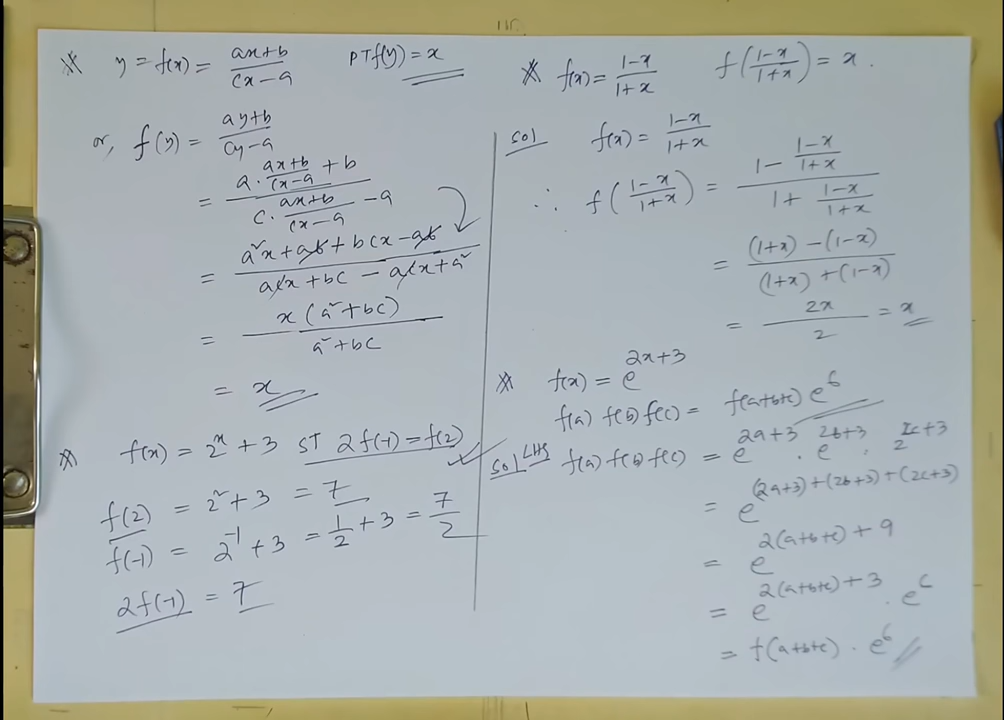 ※ y = f(x) = (ax+b)/(cx-a) PT f(y) = x
or, f(y) = (ay+b)/(cy-a)
= (a · (ax+b)/(cx-a) + b)/(c · (ax+b)/(cx-a) - a)
= (a²x + ab + bcx - ab)/(acx + bc - acx + a²)
= x(a²+bc)/(a²+bc)
= x
※ f(x) = 2ˣ + 3 ST 2f(-1) = f(2)
f(2) = 2² + 3 = 7
f(-1) = 2⁻¹ + 3 = 1/2 + 3 = 7/2
2f(-1) = 7
※ f(x) = (1-x)/(1+x) f((1-x)/(1+x)) = x.
Sol f(x) = (1-x)/(1+x)
∴ f((1-x)/(1+x)) = (1 - (1-x)/(1+x))/(1 + (1-x)/(1+x))
= ((1+x) - (1-x))/((1+x) + (1-x))
= 2x/2 = x
※ f(x) = e^(2x+3)
f(a) f(b) f(c) = f(a+b+c) e⁶
Sol LHS f(a) f(b) f(c) = e^(2a+3) · e^(2b+3) · e^(2c+3)
= e^((2a+3)+(2b+3)+(2c+3))
= e^(2(a+b+c)+9)
= e^(2(a+b+c)+3) · e⁶
= f(a+b+c) · e⁶